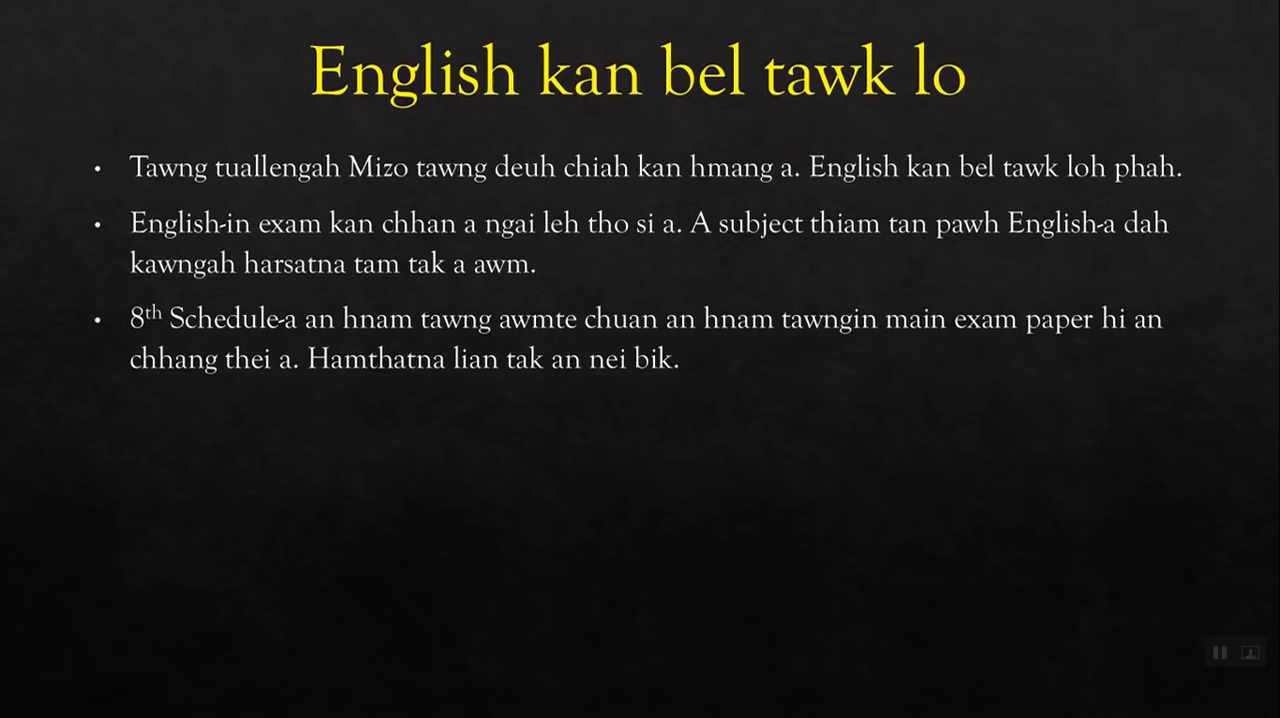 English kan bel tawk lo
• Tawng tuallengah Mizo tawng deuh chiah kan hmang a. English kan bel tawk loh phah.
• English-in exam kan chhan a ngai leh tho si a. A subject thiam tan pawh English-a dah
kawngah harsatna tam tak a awm.
• 8th Schedule-a an hnam tawng awmte chuan an hnam tawngin main exam paper hi an
chhang thei a. Hamthatna lian tak an nei bik.